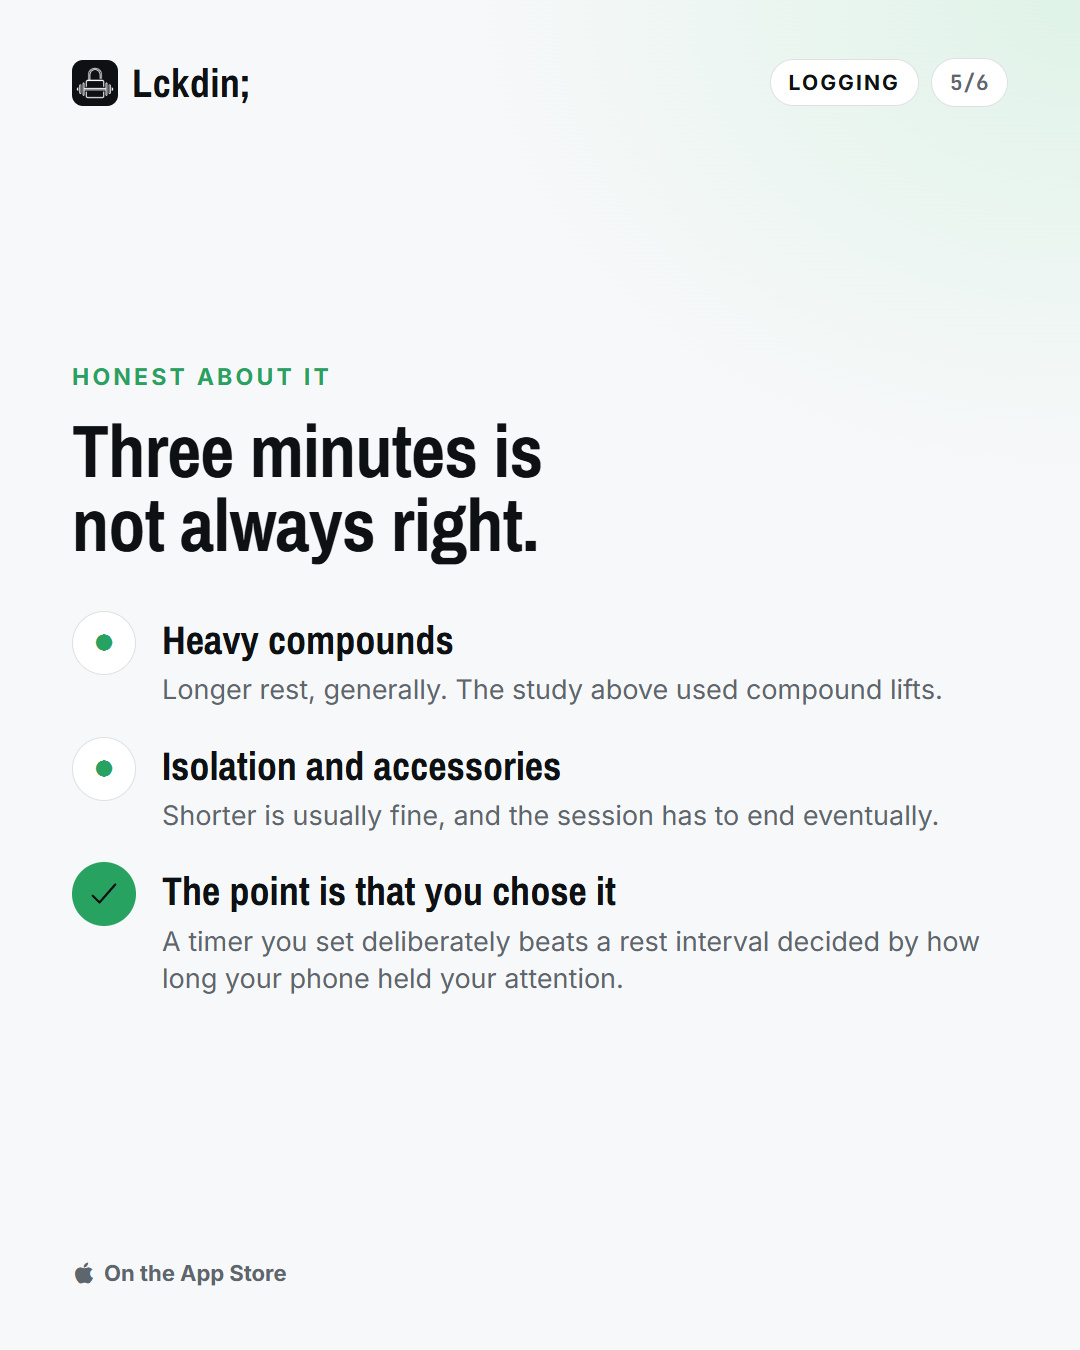 Lckdin;
LOGGING
5/6
HONEST ABOUT IT
Three minutes is
not always right.
Heavy compounds
Longer rest, generally. The study above used compound lifts.
Isolation and accessories
Shorter is usually fine, and the session has to end eventually.
The point is that you chose it
A timer you set deliberately beats a rest interval decided by how
long your phone held your attention.
On the App Store